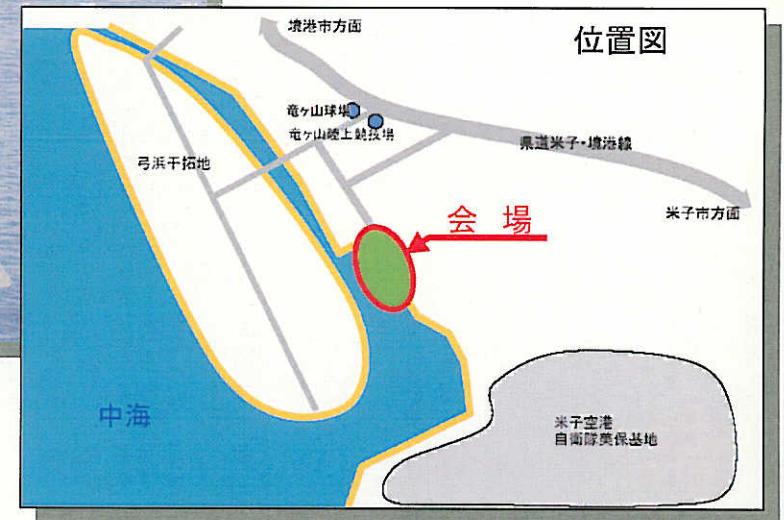 位置図
境港市方面
竜ヶ山球場
竜ヶ山陸上競技場
県道米子・境港線
弓浜干拓地
米子市方面
会場
中海
米子空港
自衛隊美保基地